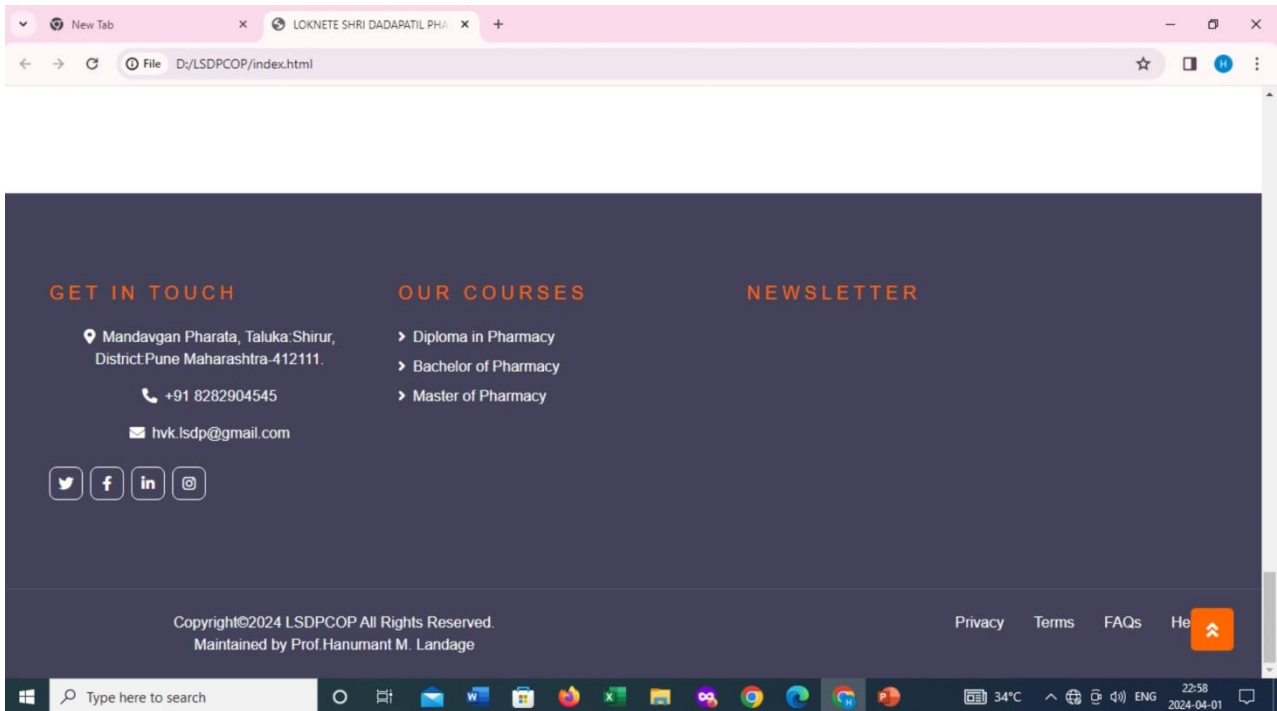 New Tab
LOKNETE SHRI DADAPATIL PHA
File D:/LSDPCOP/index.html
H
GET IN TOUCH
Mandavgan Pharata, Taluka:Shirur,
District:Pune Maharashtra-412111.
+91 8282904545
hvk.lsdp@gmail.com
OUR COURSES
Diploma in Pharmacy
Bachelor of Pharmacy
Master of Pharmacy
NEWSLETTER
Copyright©2024 LSDPCOP All Rights Reserved.
Maintained by Prof.Hanumant M. Landage
Privacy Terms FAQs He
Type here to search
34°C ENG
22:58
2024-04-01